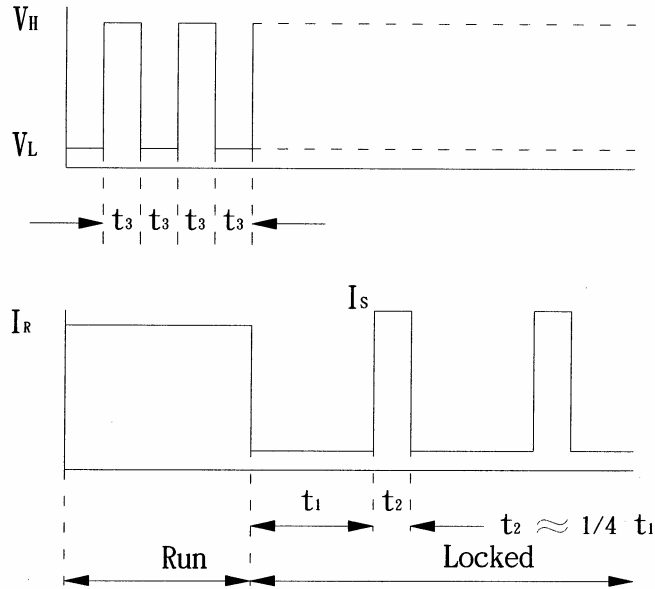 VH
VL
t3 t3 t3 t3
IR
IS
t1 t2
t2 ≈ 1/4 t1
Run Locked